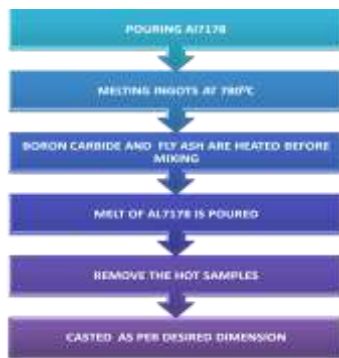 POURING Al7178
MELTING INGOTS AT 780⁰C
BORON CARBIDE AND FLY ASH ARE HEATED BEFORE
MIXING
MELT OF AL7178 IS POURED
REMOVE THE HOT SAMPLES
CASTED AS PER DESIRED DIMENSION